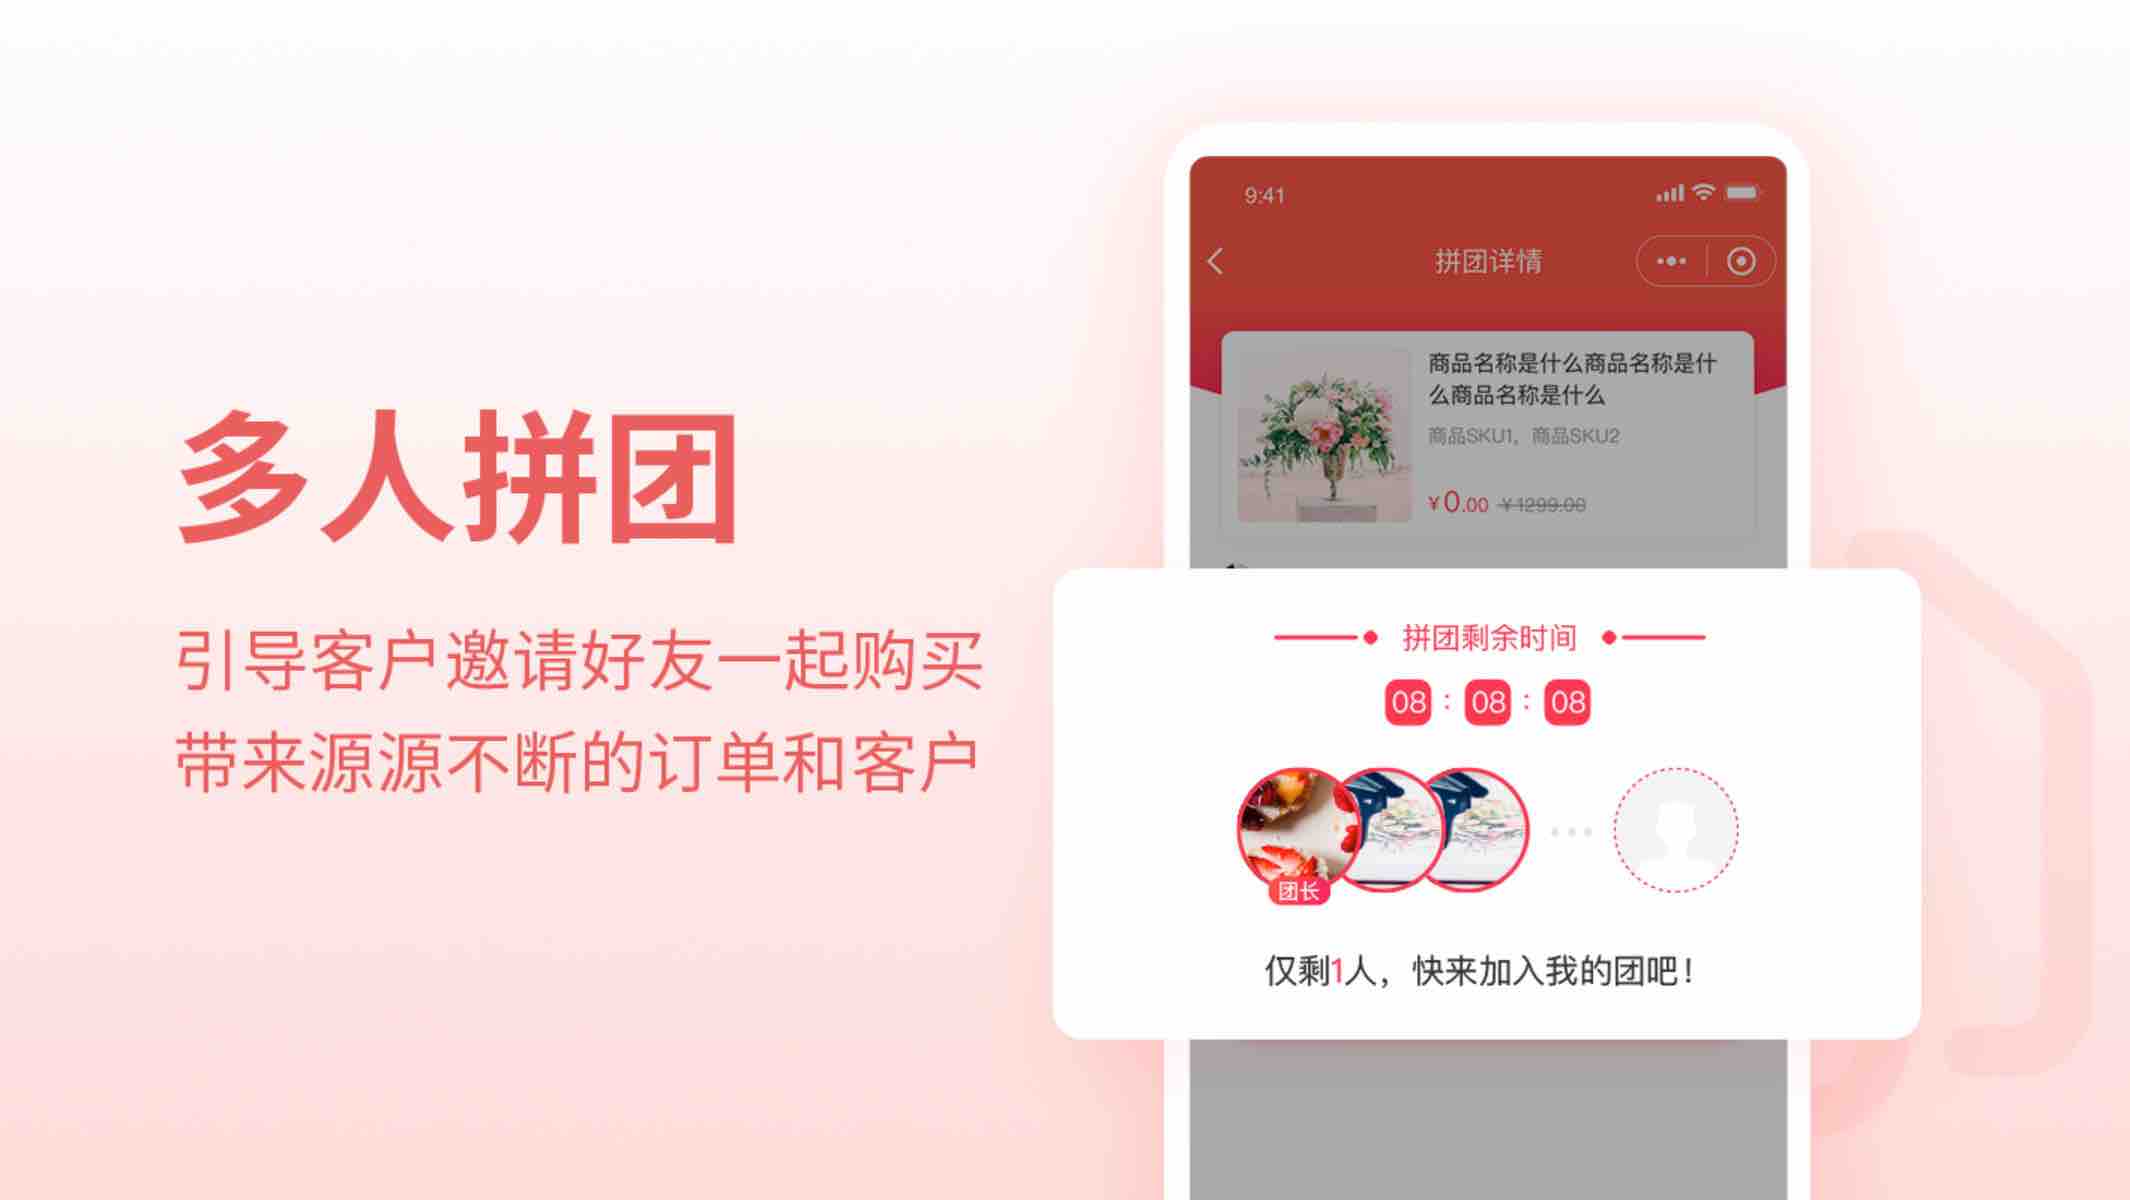 多人拼团
引导客户邀请好友一起购买
带来源源不断的订单和客户
9:41
拼团详情
商品名称是什么商品名称是什
么商品名称是什么
商品SKU1，商品SKU2
¥0.00 ¥1299.00
拼团剩余时间
08 : 08 : 08
团长
仅剩1人，快来加入我的团吧！